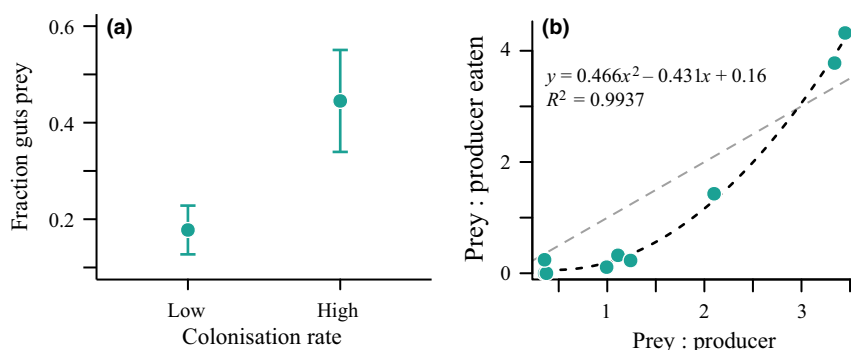 (a)
Fraction guts prey
0.6
0.4
0.2
Low
High
Colonisation rate
(b)
Prey : producer eaten
4
2
0
y = 0.466x² – 0.431x + 0.16
R² = 0.9937
1
2
3
Prey : producer